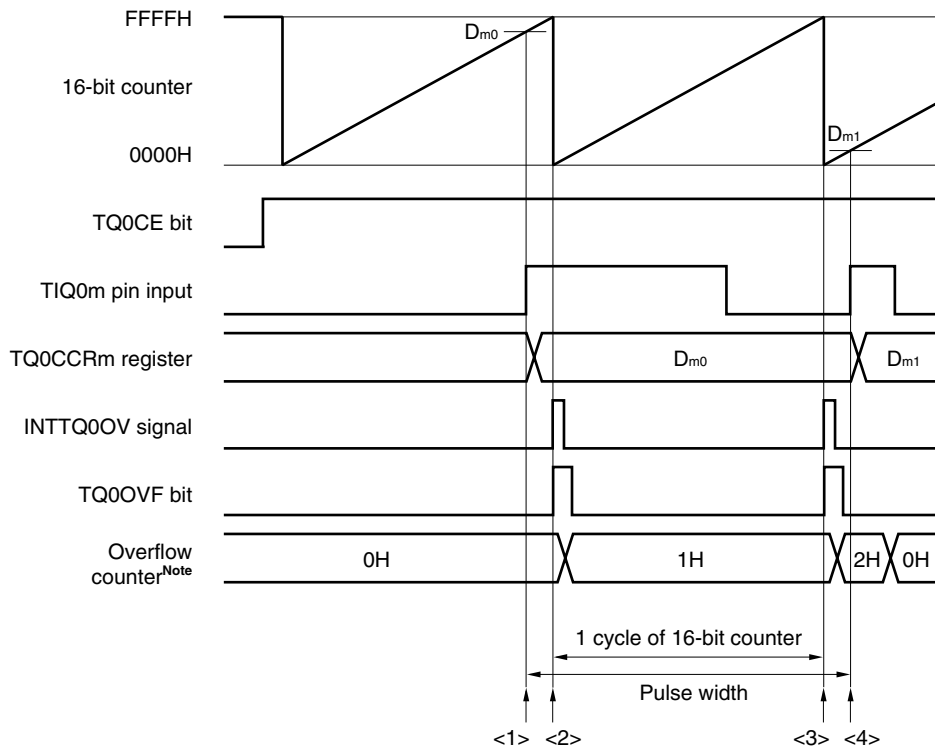 FFFFH
Dm0
16-bit counter
0000H
Dm1
TQ0CE bit
TIQ0m pin input
TQ0CCRm register
Dm0
Dm1
INTTQ0OV signal
TQ0OVF bit
Overflow
counterNote
0H
1H
2H
0H
1 cycle of 16-bit counter
Pulse width
<1> <2> <3> <4>